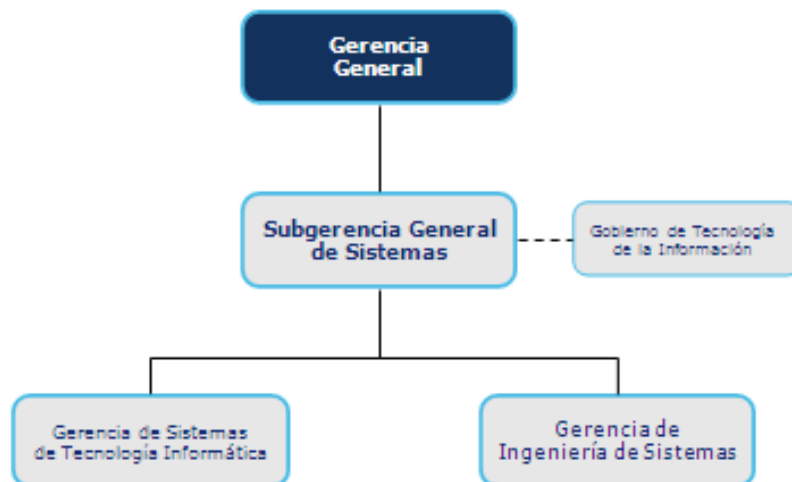 Gerencia
General
Subgerencia General
de Sistemas
Gobierno de Tecnología
de la Información
Gerencia de Sistemas
de Tecnología Informática
Gerencia de
Ingeniería de Sistemas